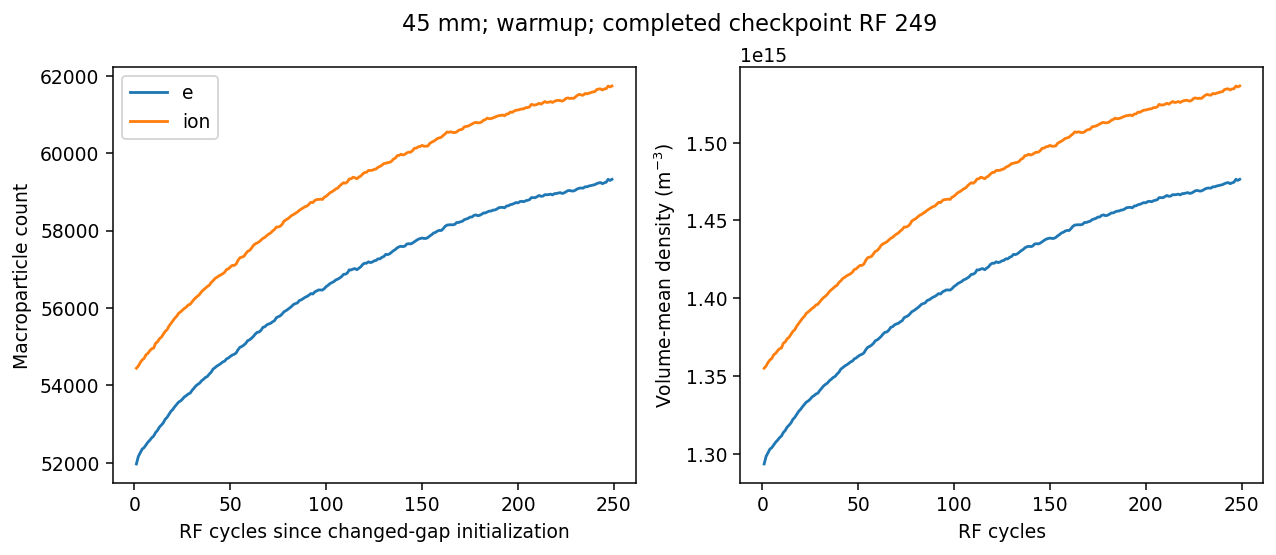 45 mm; warmup; completed checkpoint RF 249
Macroparticle count
62000
60000
58000
56000
54000
52000
e
ion
0 50 100 150 200 250
RF cycles since changed-gap initialization
1e15
Volume-mean density (m⁻³)
1.50
1.45
1.40
1.35
1.30
0 50 100 150 200 250
RF cycles